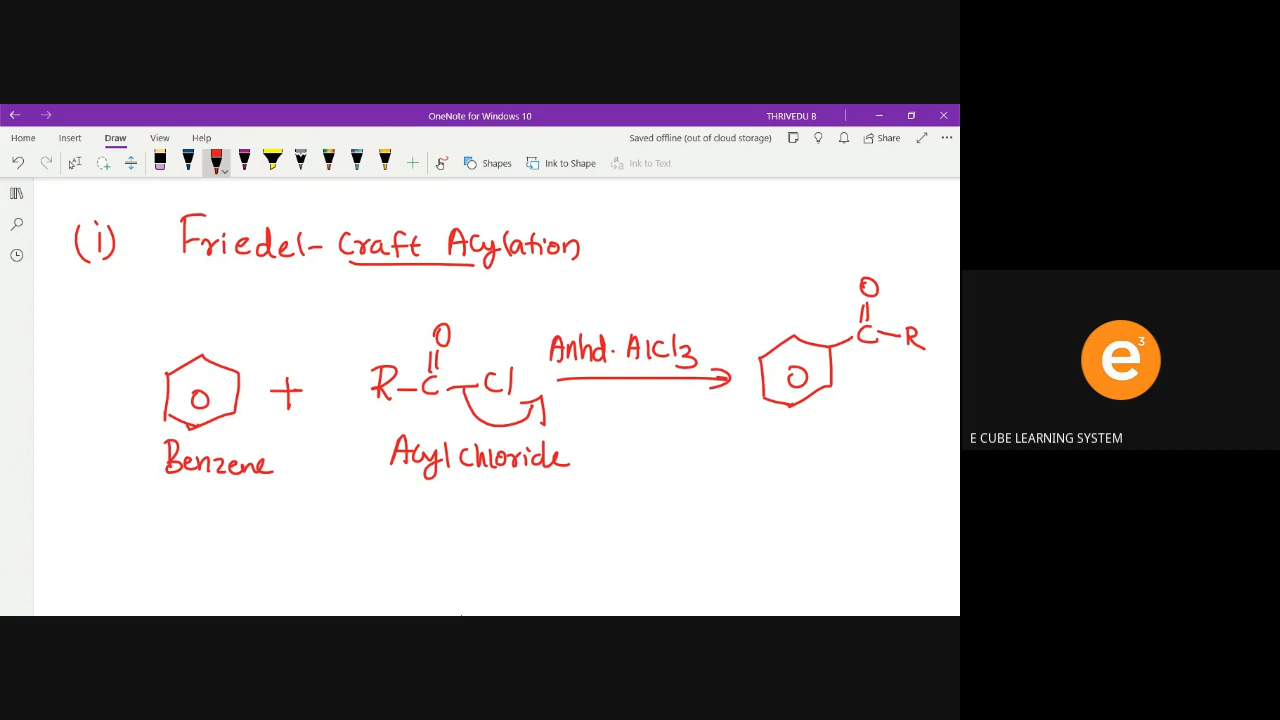 OneNote for Windows 10
THRIVEDU B
Home Insert Draw View Help
Saved offline (out of cloud storage)
Share
Shapes
Ink to Shape
Ink to Text
(i) Friedel-Craft Acylation
O
C-R
O
R-C-Cl
Anhd. AlCl3
+
Benzene
Acyl chloride
e3
E CUBE LEARNING SYSTEM